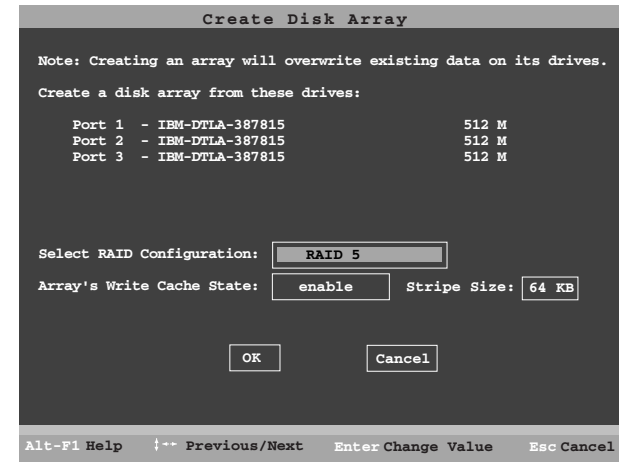 Create Disk Array
Note: Creating an array will overwrite existing data on its drives.
Create a disk array from these drives:
Port 1 - IBM-DTLA-387815 512 M
Port 2 - IBM-DTLA-387815 512 M
Port 3 - IBM-DTLA-387815 512 M
Select RAID Configuration: RAID 5
Array's Write Cache State: enable Stripe Size: 64 KB
OK Cancel
Alt-F1 Help ↕↔ Previous/Next Enter Change Value Esc Cancel